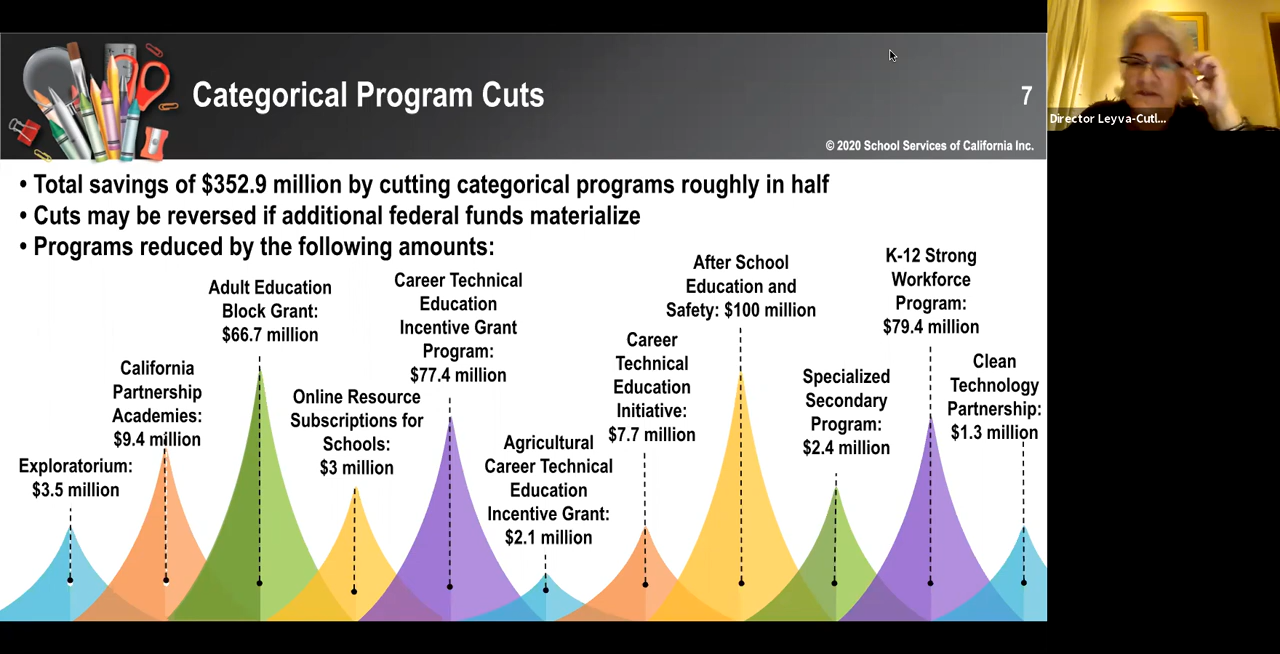 Categorical Program Cuts
7
© 2020 School Services of California Inc.
Director Leyva-Cutl...
• Total savings of $352.9 million by cutting categorical programs roughly in half
• Cuts may be reversed if additional federal funds materialize
• Programs reduced by the following amounts:
Exploratorium:
$3.5 million
California
Partnership
Academies:
$9.4 million
Adult Education
Block Grant:
$66.7 million
Online Resource
Subscriptions for
Schools:
$3 million
Career Technical
Education
Incentive Grant
Program:
$77.4 million
Agricultural
Career Technical
Education
Incentive Grant:
$2.1 million
Career
Technical
Education
Initiative:
$7.7 million
After School
Education and
Safety: $100 million
Specialized
Secondary
Program:
$2.4 million
K-12 Strong
Workforce
Program:
$79.4 million
Clean
Technology
Partnership:
$1.3 million